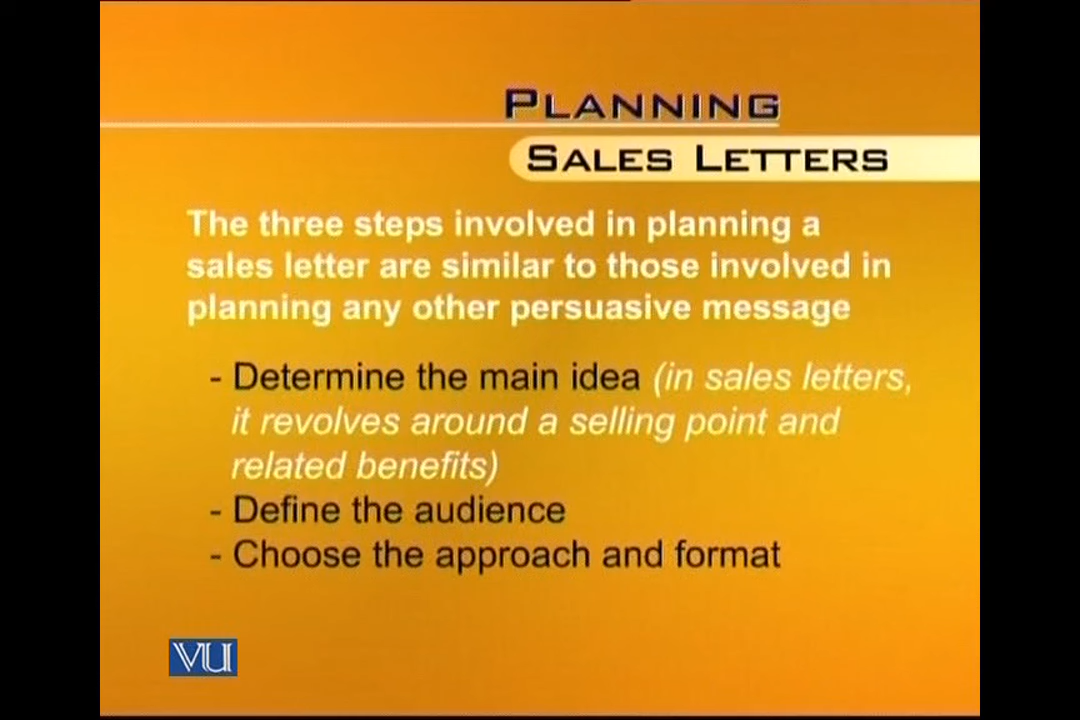 PLANNING
SALES LETTERS
The three steps involved in planning a
sales letter are similar to those involved in
planning any other persuasive message
- Determine the main idea (in sales letters,
it revolves around a selling point and
related benefits)
- Define the audience
- Choose the approach and format
VU